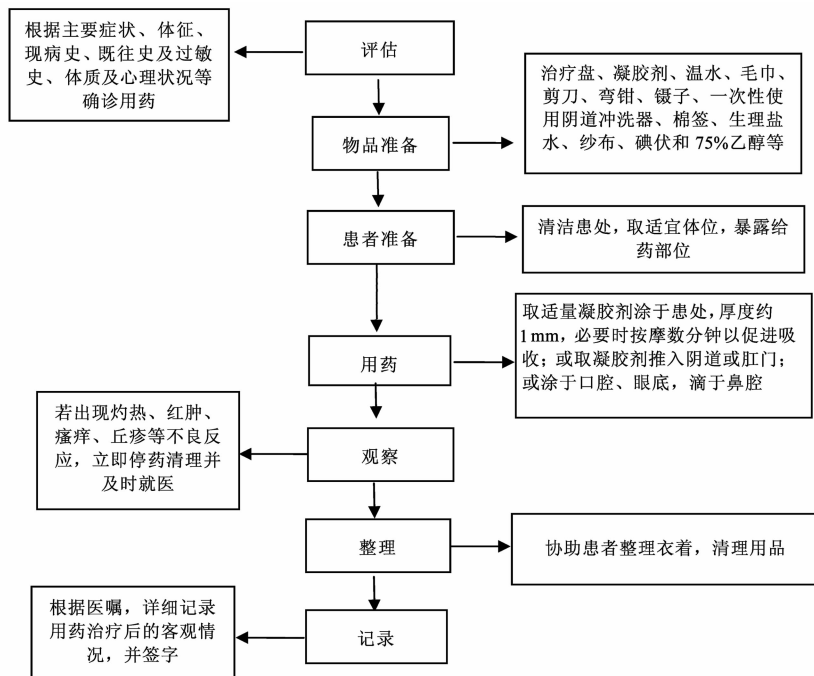 评估
根据主要症状、体征、
现病史、既往史及过敏
史、体质及心理状况等
确诊用药
物品准备
治疗盘、凝胶剂、温水、毛巾、
剪刀、弯钳、镊子、一次性使
用阴道冲洗器、棉签、生理盐
水、纱布、碘伏和 75%乙醇等
患者准备
清洁患处，取适宜体位，暴露给
药部位
用药
取适量凝胶剂涂于患处，厚度约
1 mm，必要时按摩数分钟以促进吸
收；或取凝胶剂推入阴道或肛门；
或涂于口腔、眼底，滴于鼻腔
观察
若出现灼热、红肿、
瘙痒、丘疹等不良反
应，立即停药清理并
及时就医
整理
协助患者整理衣着，清理用品
记录
根据医嘱，详细记录
用药治疗后的客观情
况，并签字